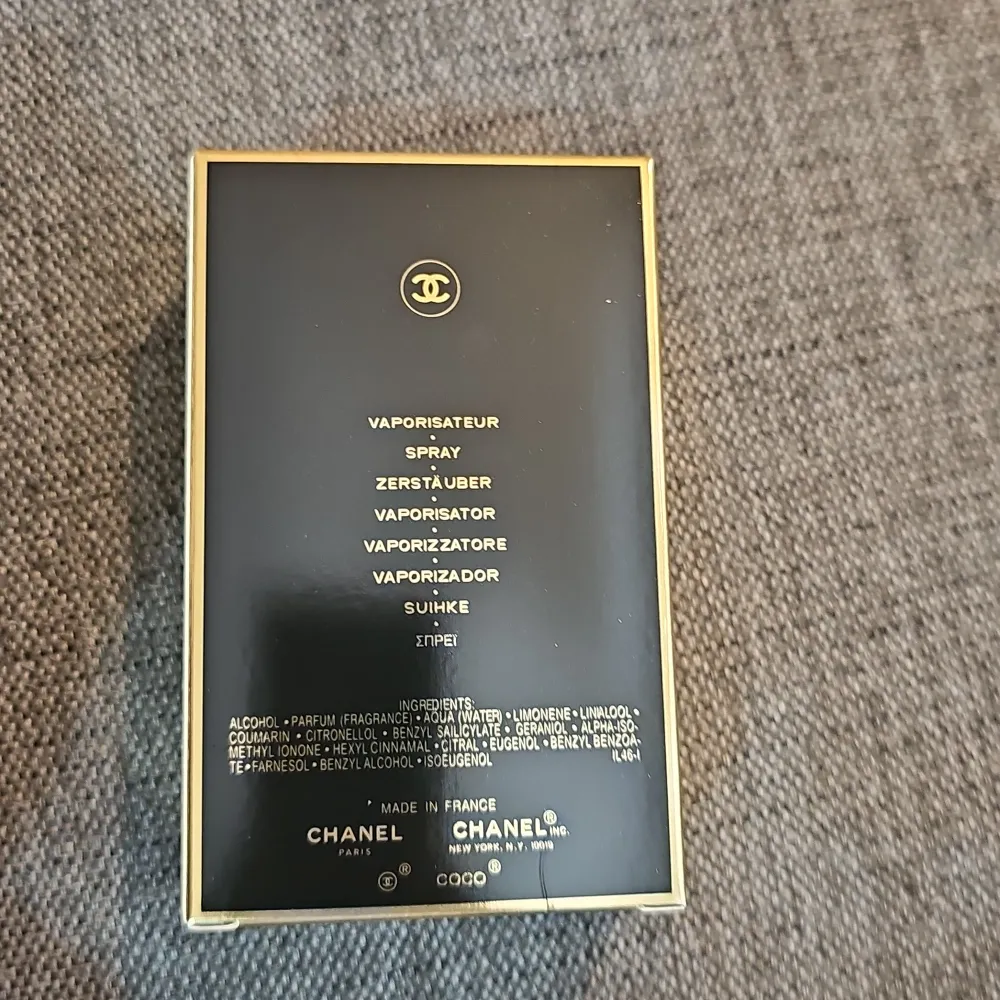 VAPORISATEUR
SPRAY
ZERSTÄUBER
VAPORISATOR
VAPORIZZATORE
VAPORIZADOR
SUIHKE
ΣΠΡΕΪ
INGREDIENTS:
ALCOHOL • PARFUM (FRAGRANCE) • AQUA (WATER) • LIMONENE • LINALOOL •
COUMARIN • CITRONELLOL • BENZYL SALICYLATE • GERANIOL • ALPHA-ISO-
METHYL IONONE • HEXYL CINNAMAL • CITRAL • EUGENOL • BENZYL BENZOA-
TE • FARNESOL • BENZYL ALCOHOL • ISOEUGENOL IL46-1
MADE IN FRANCE
CHANEL CHANEL® INC.
PARIS NEW YORK, N.Y. 10019
® COCO®